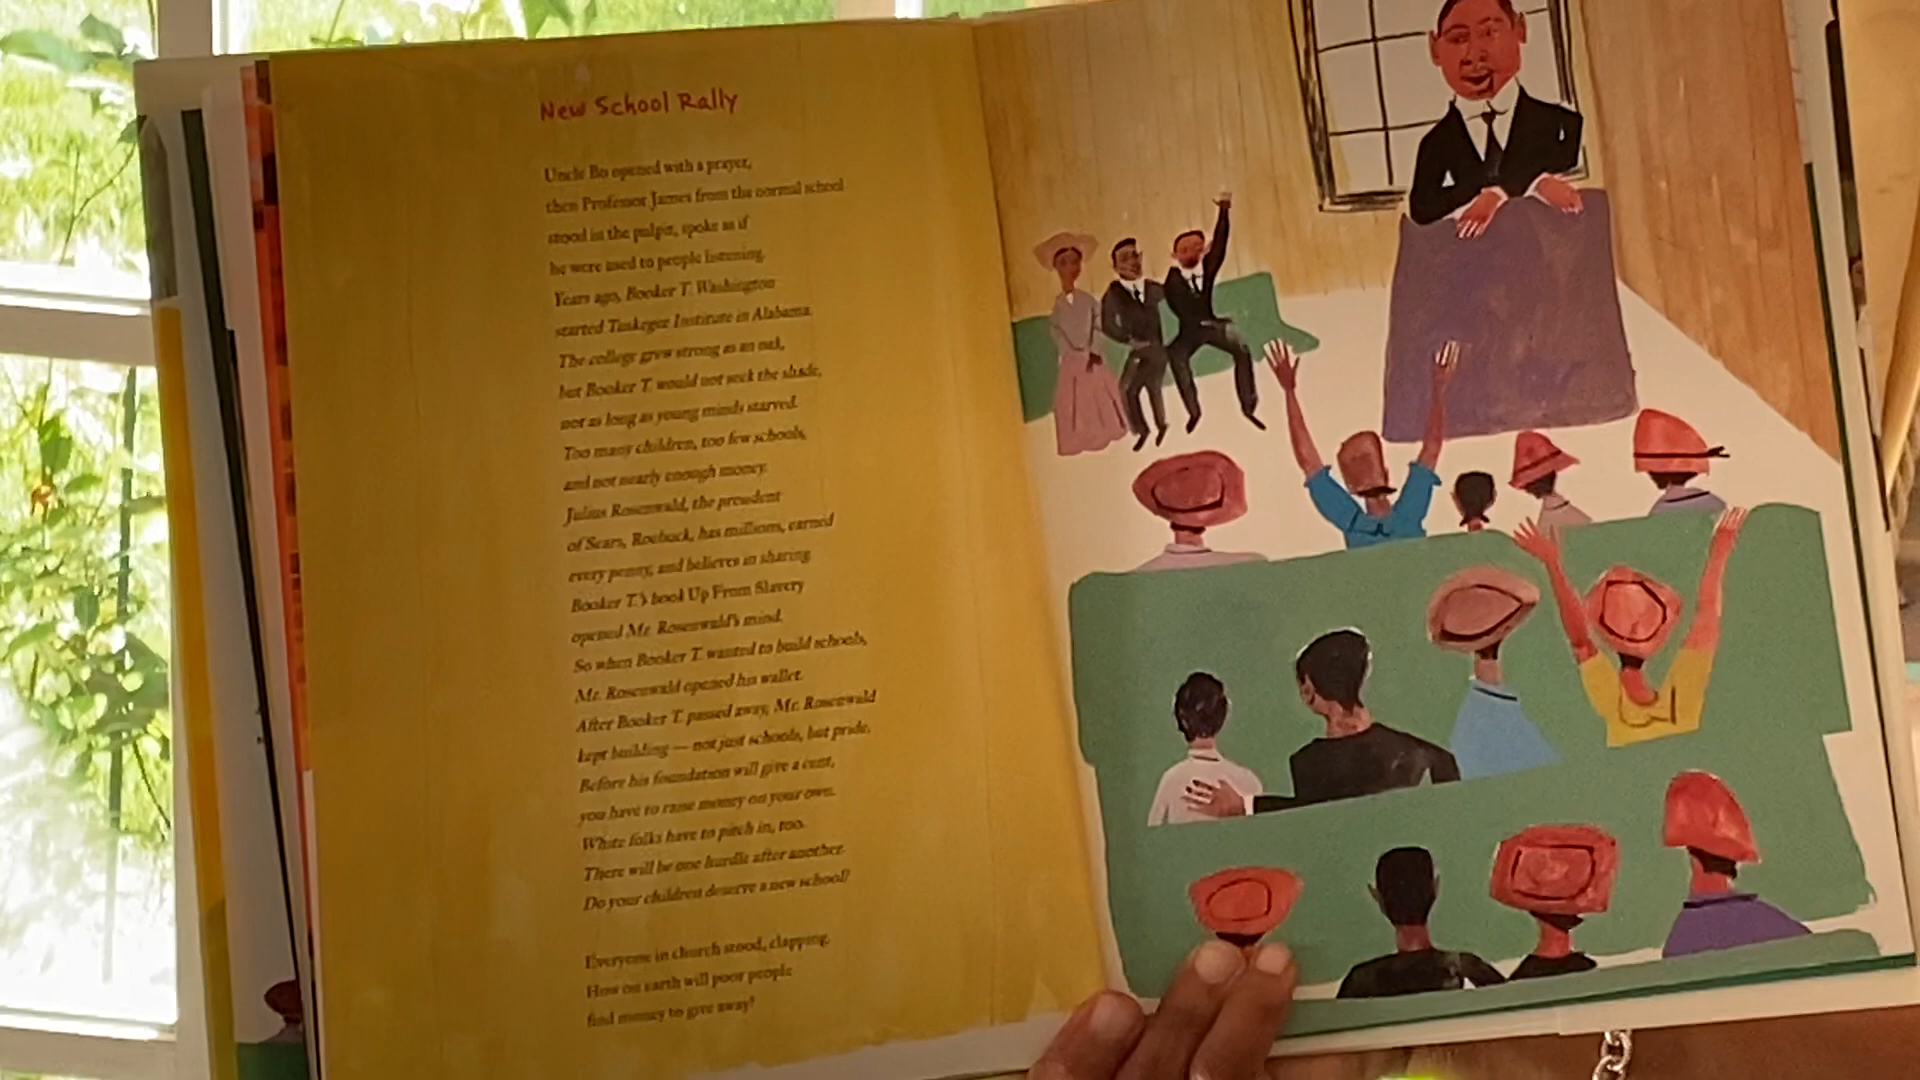 New School Rally
Uncle Bo opened with a prayer,
then Professor James from the normal school
stood in the pulpit, spoke as if
he were used to people listening.
Years ago, Booker T. Washington
started Tuskegee Institute in Alabama.
The college grew strong as an oak,
but Booker T. would not seek the shade,
not as long as young minds starved.
Too many children, too few schools,
and not nearly enough money.
Julius Rosenwald, the president
of Sears, Roebuck, has millions, earned
every penny, and believes in sharing.
Booker T.'s book Up From Slavery
opened Mr. Rosenwald's mind.
So when Booker T. wanted to build schools,
Mr. Rosenwald opened his wallet.
After Booker T. passed away, Mr. Rosenwald
kept building — not just schools, but pride.
Before his foundation will give a cent,
you have to raise money on your own.
White folks have to pitch in, too.
There will be one hurdle after another.
Do your children deserve a new school?
Everyone in church stood, clapping.
How on earth will poor people
find money to give away?